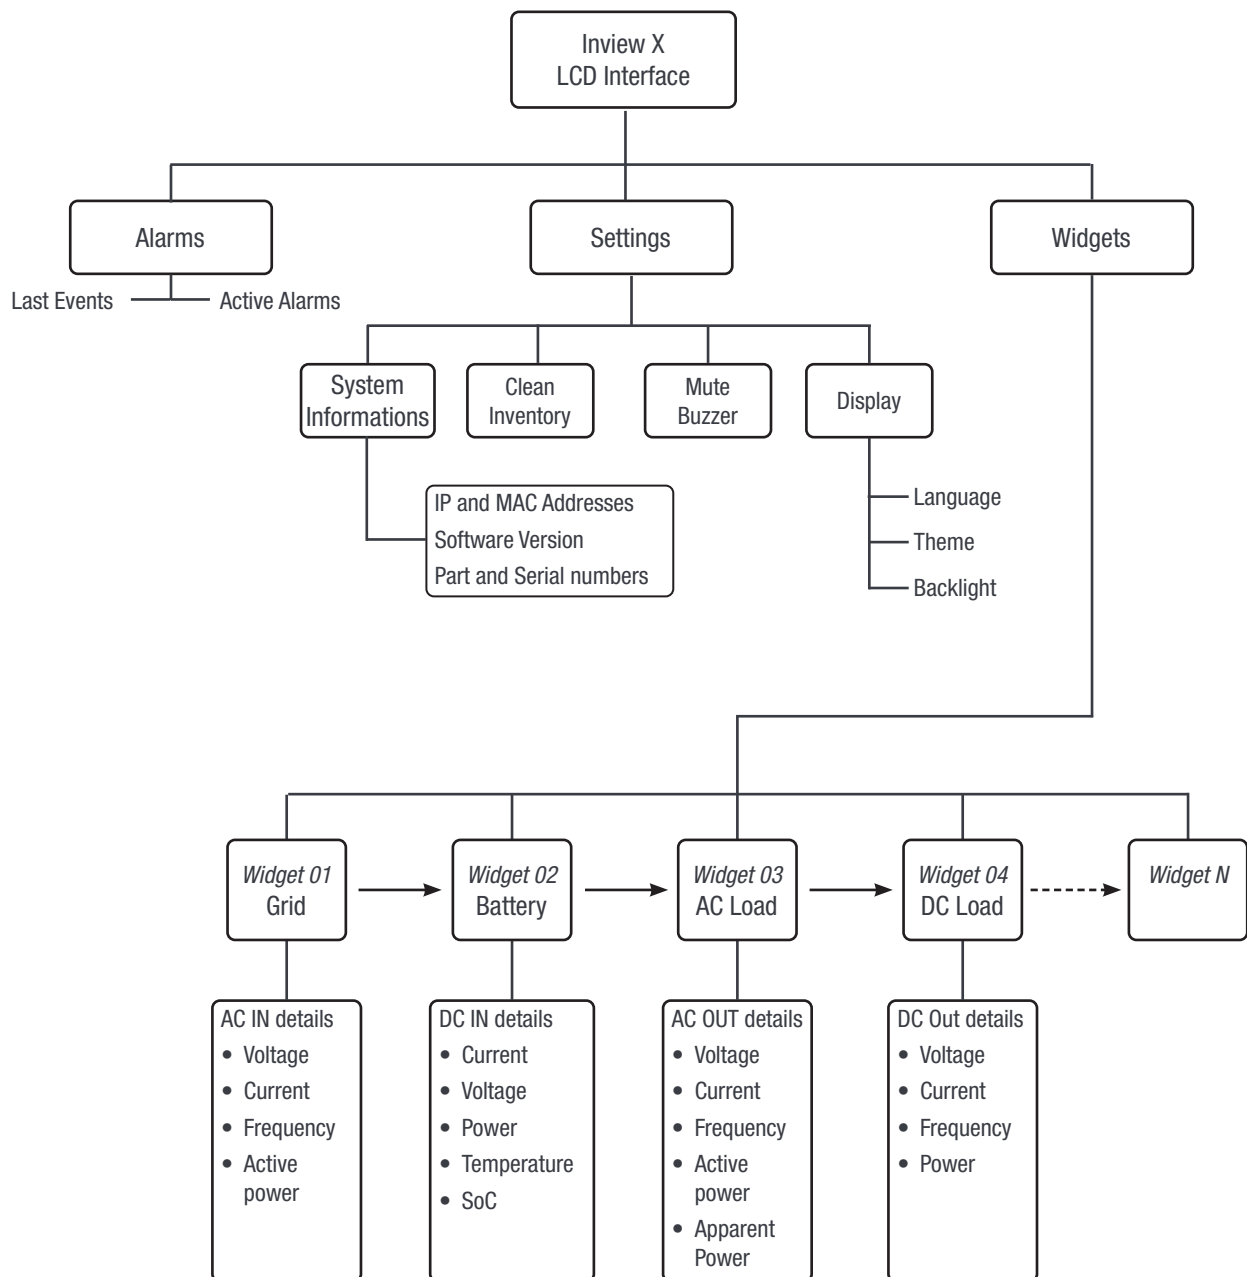 Inview X
LCD Interface
Alarms
Settings
Widgets
Last Events
Active Alarms
System
Informations
Clean
Inventory
Mute
Buzzer
Display
IP and MAC Addresses
Software Version
Part and Serial numbers
Language
Theme
Backlight
Widget 01
Grid
Widget 02
Battery
Widget 03
AC Load
Widget 04
DC Load
Widget N
AC IN details
• Voltage
• Current
• Frequency
• Active
power
DC IN details
• Current
• Voltage
• Power
• Temperature
• SoC
AC OUT details
• Voltage
• Current
• Frequency
• Active
power
• Apparent
Power
DC Out details
• Voltage
• Current
• Frequency
• Power